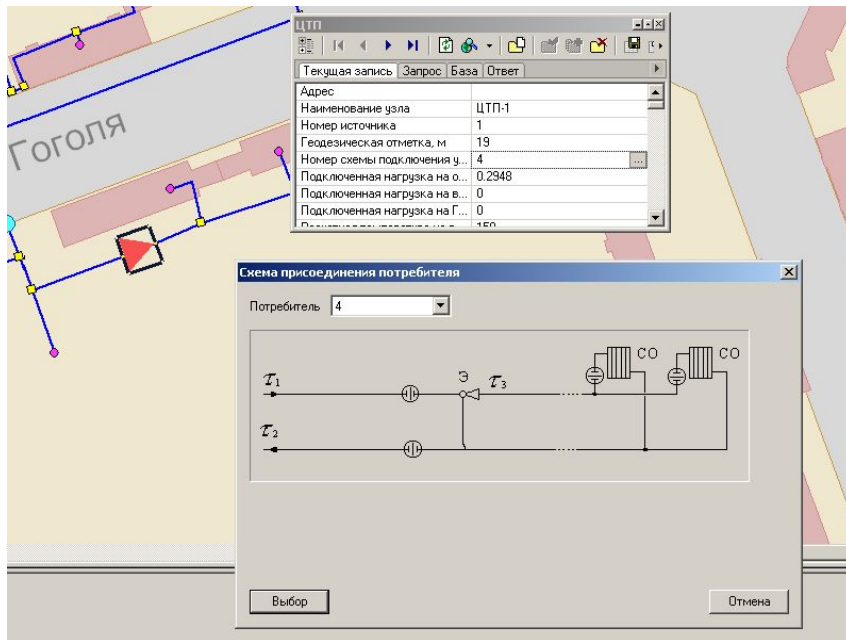 ЦТП
Текущая запись Запрос База Ответ
Адрес
Наименование узла ЦТП-1
Номер источника 1
Геодезическая отметка, м 19
Номер схемы подключения у... 4 ...
Подключенная нагрузка на о... 0.2948
Подключенная нагрузка на в... 0
Подключенная нагрузка на Г... 0
150
Гоголя
Схема присоединения потребителя
Потребитель 4
СО СО
τ1 Э τ3
τ2
Выбор Отмена